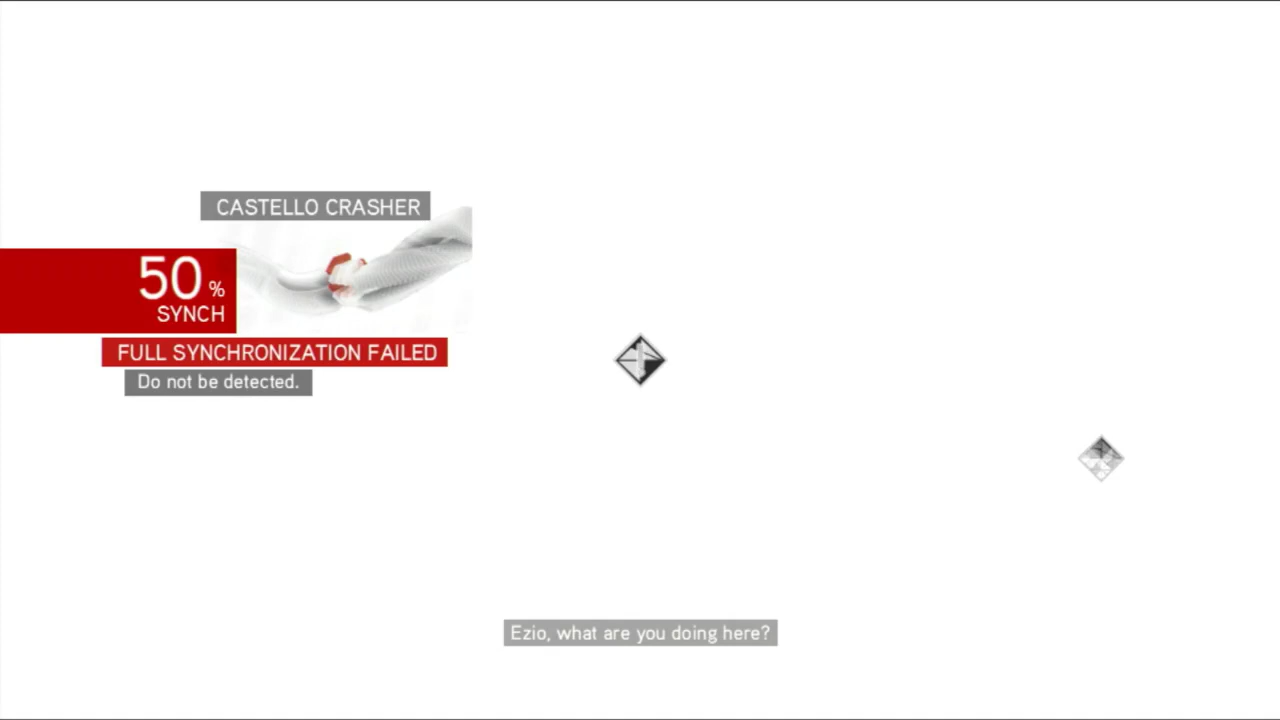 CASTELLO CRASHER
50 %
SYNCH
FULL SYNCHRONIZATION FAILED
Do not be detected.
Ezio, what are you doing here?